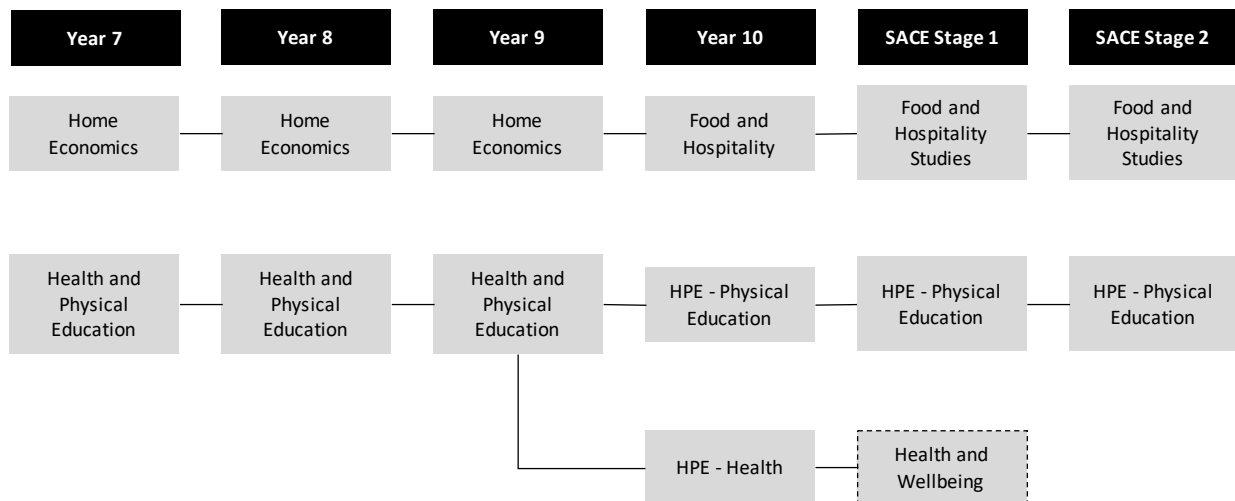 Year 7
Year 8
Year 9
Year 10
SACE Stage 1
SACE Stage 2
Home
Economics
Home
Economics
Home
Economics
Food and
Hospitality
Food and
Hospitality
Studies
Food and
Hospitality
Studies
Health and
Physical
Education
Health and
Physical
Education
Health and
Physical
Education
HPE - Physical
Education
HPE - Physical
Education
HPE - Physical
Education
HPE - Health
Health and
Wellbeing